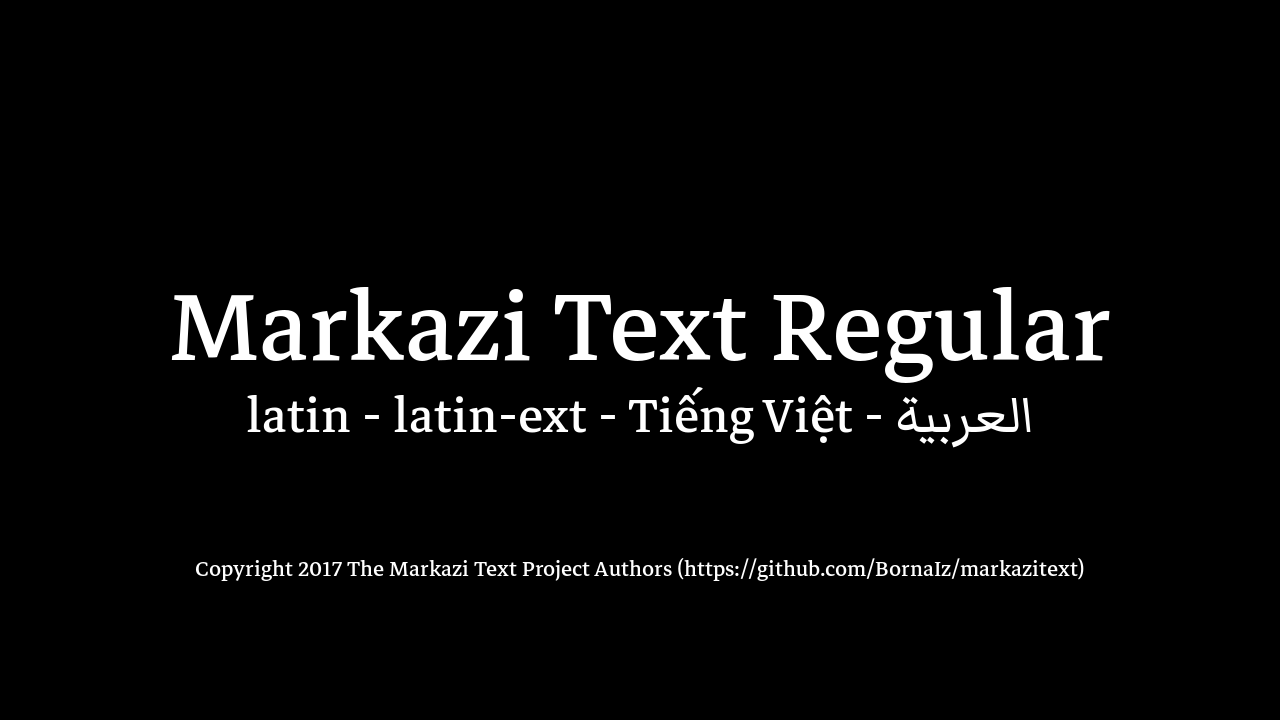 Markazi Text Regular
latin - latin-ext - Tiếng Việt - العربية
Copyright 2017 The Markazi Text Project Authors (https://github.com/BornaIz/markazitext)